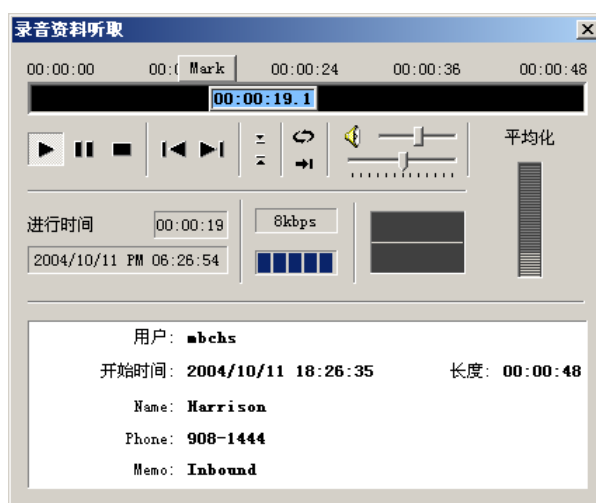 录音资料听取
00:00:00 00:( Mark 00:00:24 00:00:36 00:00:48
00:00:19.1
平均化
进行时间 00:00:19 8kbps
2004/10/11 PM 06:26:54
用户: mbchs
开始时间: 2004/10/11 18:26:35 长度: 00:00:48
Name: Harrison
Phone: 908-1444
Memo: Inbound